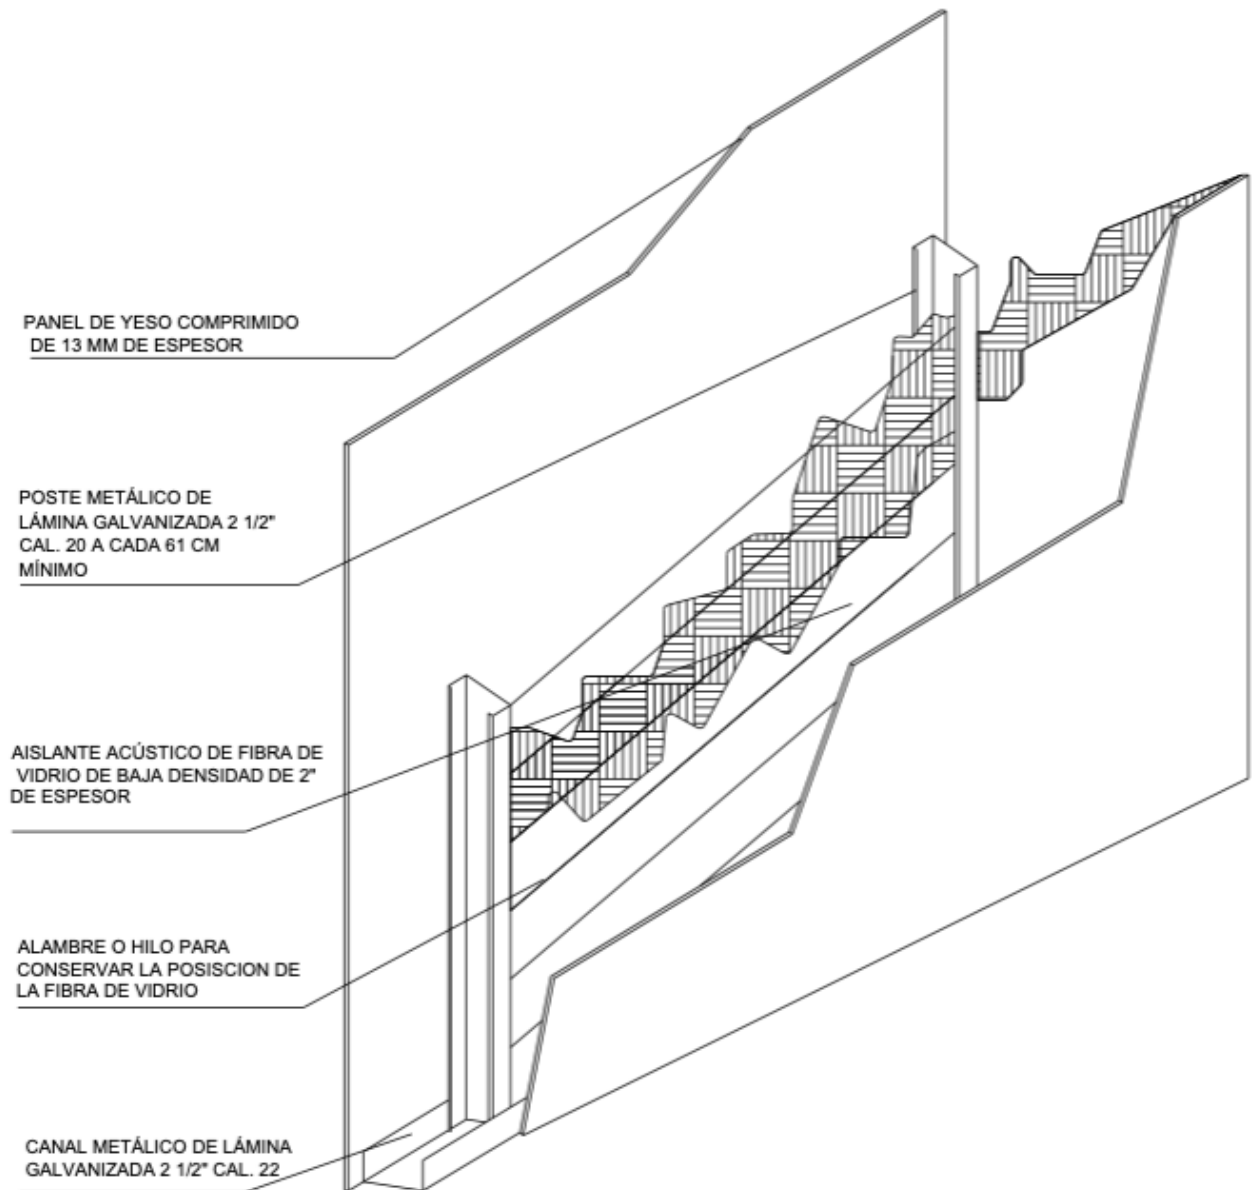 PANEL DE YESO COMPRIMIDO
DE 13 MM DE ESPESOR
POSTE METÁLICO DE
LÁMINA GALVANIZADA 2 1/2"
CAL. 20 A CADA 61 CM
MÍNIMO
AISLANTE ACÚSTICO DE FIBRA DE
VIDRIO DE BAJA DENSIDAD DE 2"
DE ESPESOR
ALAMBRE O HILO PARA
CONSERVAR LA POSISCION DE
LA FIBRA DE VIDRIO
CANAL METÁLICO DE LÁMINA
GALVANIZADA 2 1/2" CAL. 22